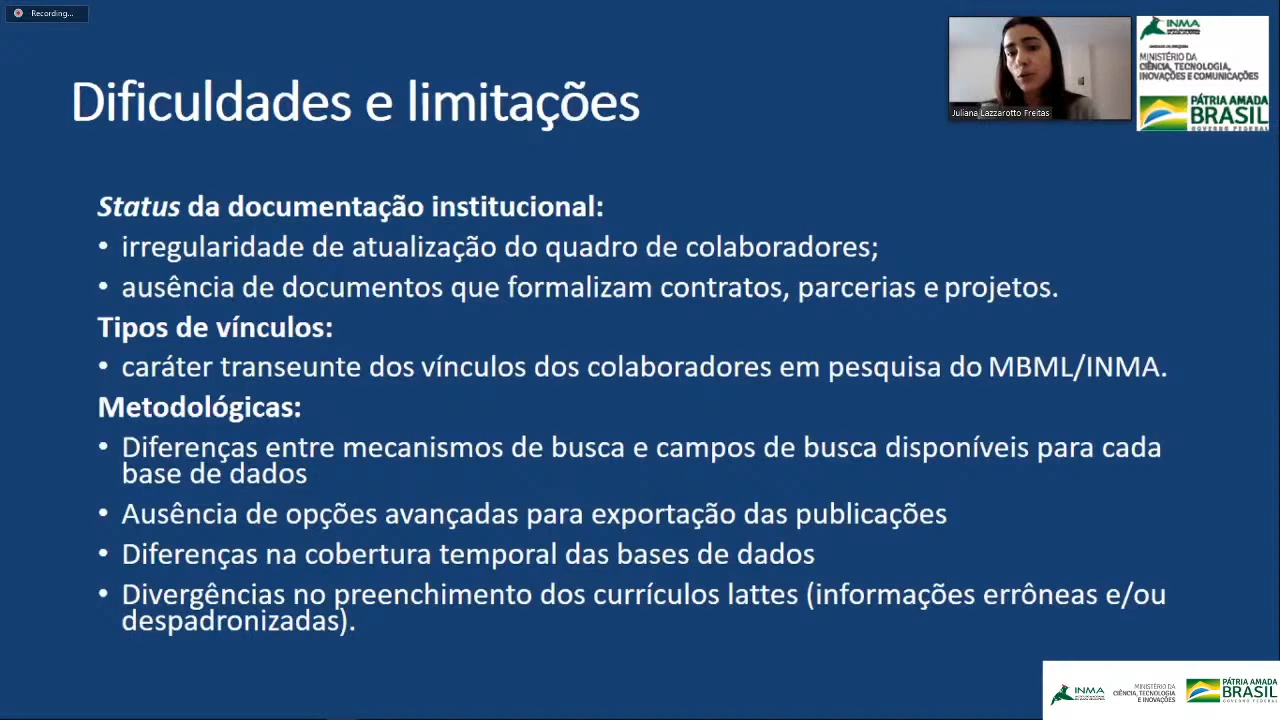 Recording...
Dificuldades e limitações
Juliana Lazzarotto Freitas
INMA
MINISTÉRIO DA
CIÊNCIA, TECNOLOGIA,
INOVAÇÕES E COMUNICAÇÕES
PÁTRIA AMADA
BRASIL
GOVERNO FEDERAL
Status da documentação institucional:
• irregularidade de atualização do quadro de colaboradores;
• ausência de documentos que formalizam contratos, parcerias e projetos.
Tipos de vínculos:
• caráter transeunte dos vínculos dos colaboradores em pesquisa do MBML/INMA.
Metodológicas:
• Diferenças entre mecanismos de busca e campos de busca disponíveis para cada
base de dados
• Ausência de opções avançadas para exportação das publicações
• Diferenças na cobertura temporal das bases de dados
• Divergências no preenchimento dos currículos lattes (informações errôneas e/ou
despadronizadas).
INMA
MINISTÉRIO DA
CIÊNCIA, TECNOLOGIA
E INOVAÇÕES
PÁTRIA AMADA
BRASIL
GOVERNO FEDERAL